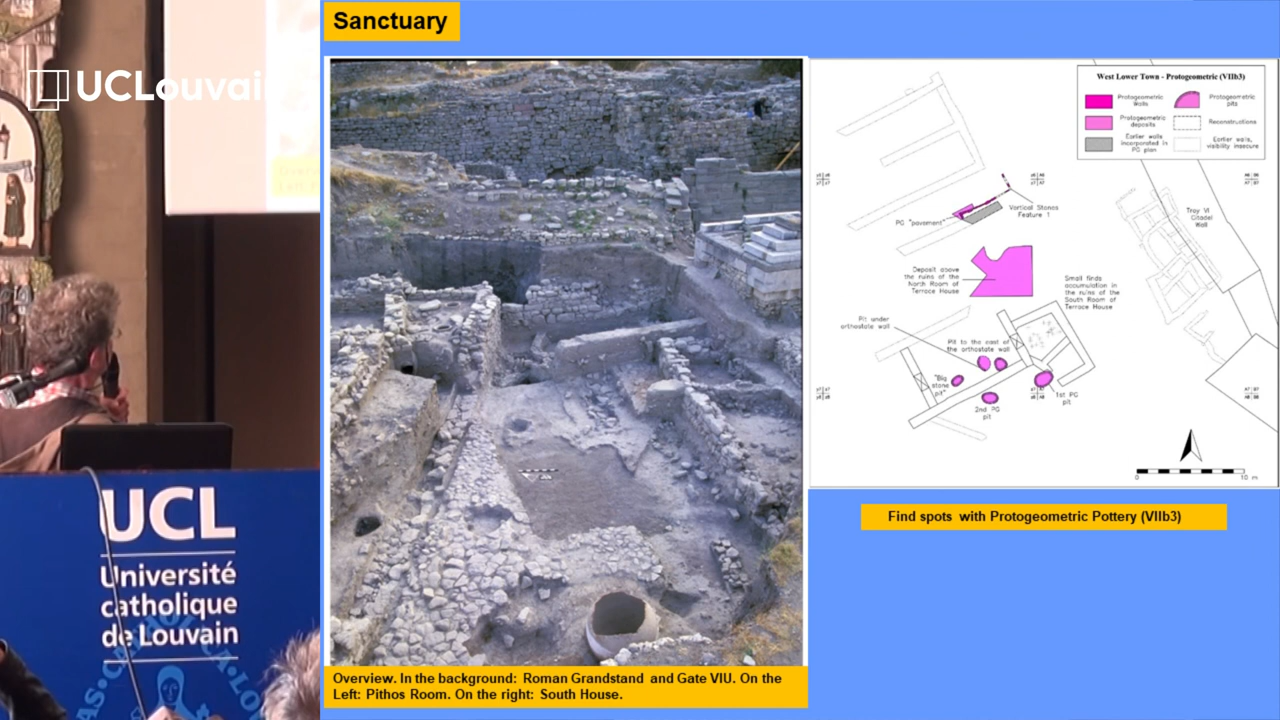 UCLouvain
UCL
Université
catholique
de Louvain
Sanctuary
Overview. In the background: Roman Grandstand and Gate VIU. On the
Left: Pithos Room. On the right: South House.
West Lower Town - Protogeometric (VIIb3)
Protogeometric
walls
Protogeometric
deposits
Earlier walls
incorporated in
PG plan
Protogeometric
pits
Reconstructions
Earlier walls,
visibility insecure
Vertical Stones
Feature 1
PG "pavement"
Troy VI
Citadel
Wall
Deposit above
the ruins of the
North Room of
Terrace House
Small finds
accumulation in
the ruins of the
South Room of
Terrace House
Pit under
orthostate wall
Pit to the east of
the orthostate wall
"Big
stone
pit"
1st PG
pit
2nd PG
pit
0 10 m
Find spots with Protogeometric Pottery (VIIb3)